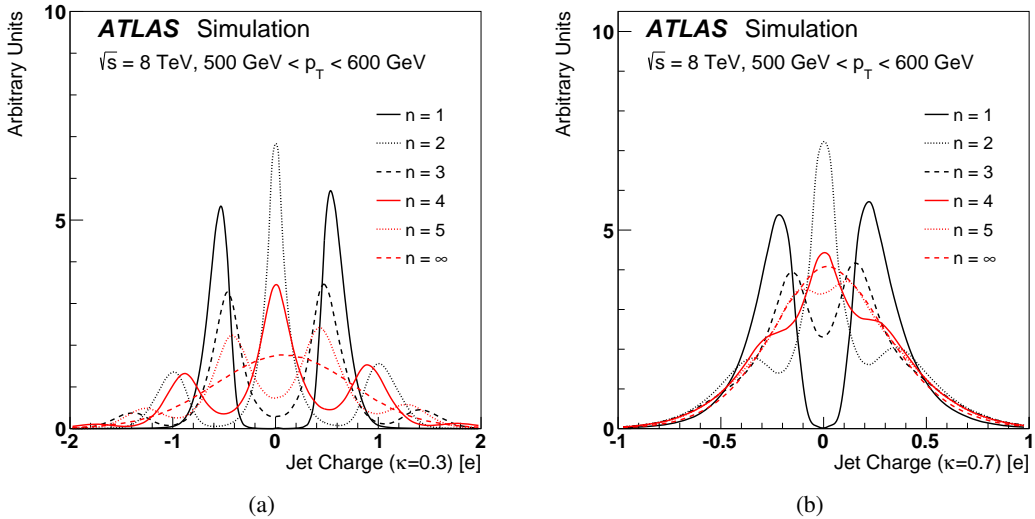 Arbitrary Units
10
5
0
ATLAS Simulation
√s = 8 TeV, 500 GeV < p_T < 600 GeV
n = 1
n = 2
n = 3
n = 4
n = 5
n = ∞
-2 -1 0 1 2
Jet Charge (κ=0.3) [e]
(a)
Arbitrary Units
10
5
0
ATLAS Simulation
√s = 8 TeV, 500 GeV < p_T < 600 GeV
n = 1
n = 2
n = 3
n = 4
n = 5
n = ∞
-1 -0.5 0 0.5 1
Jet Charge (κ=0.7) [e]
(b)